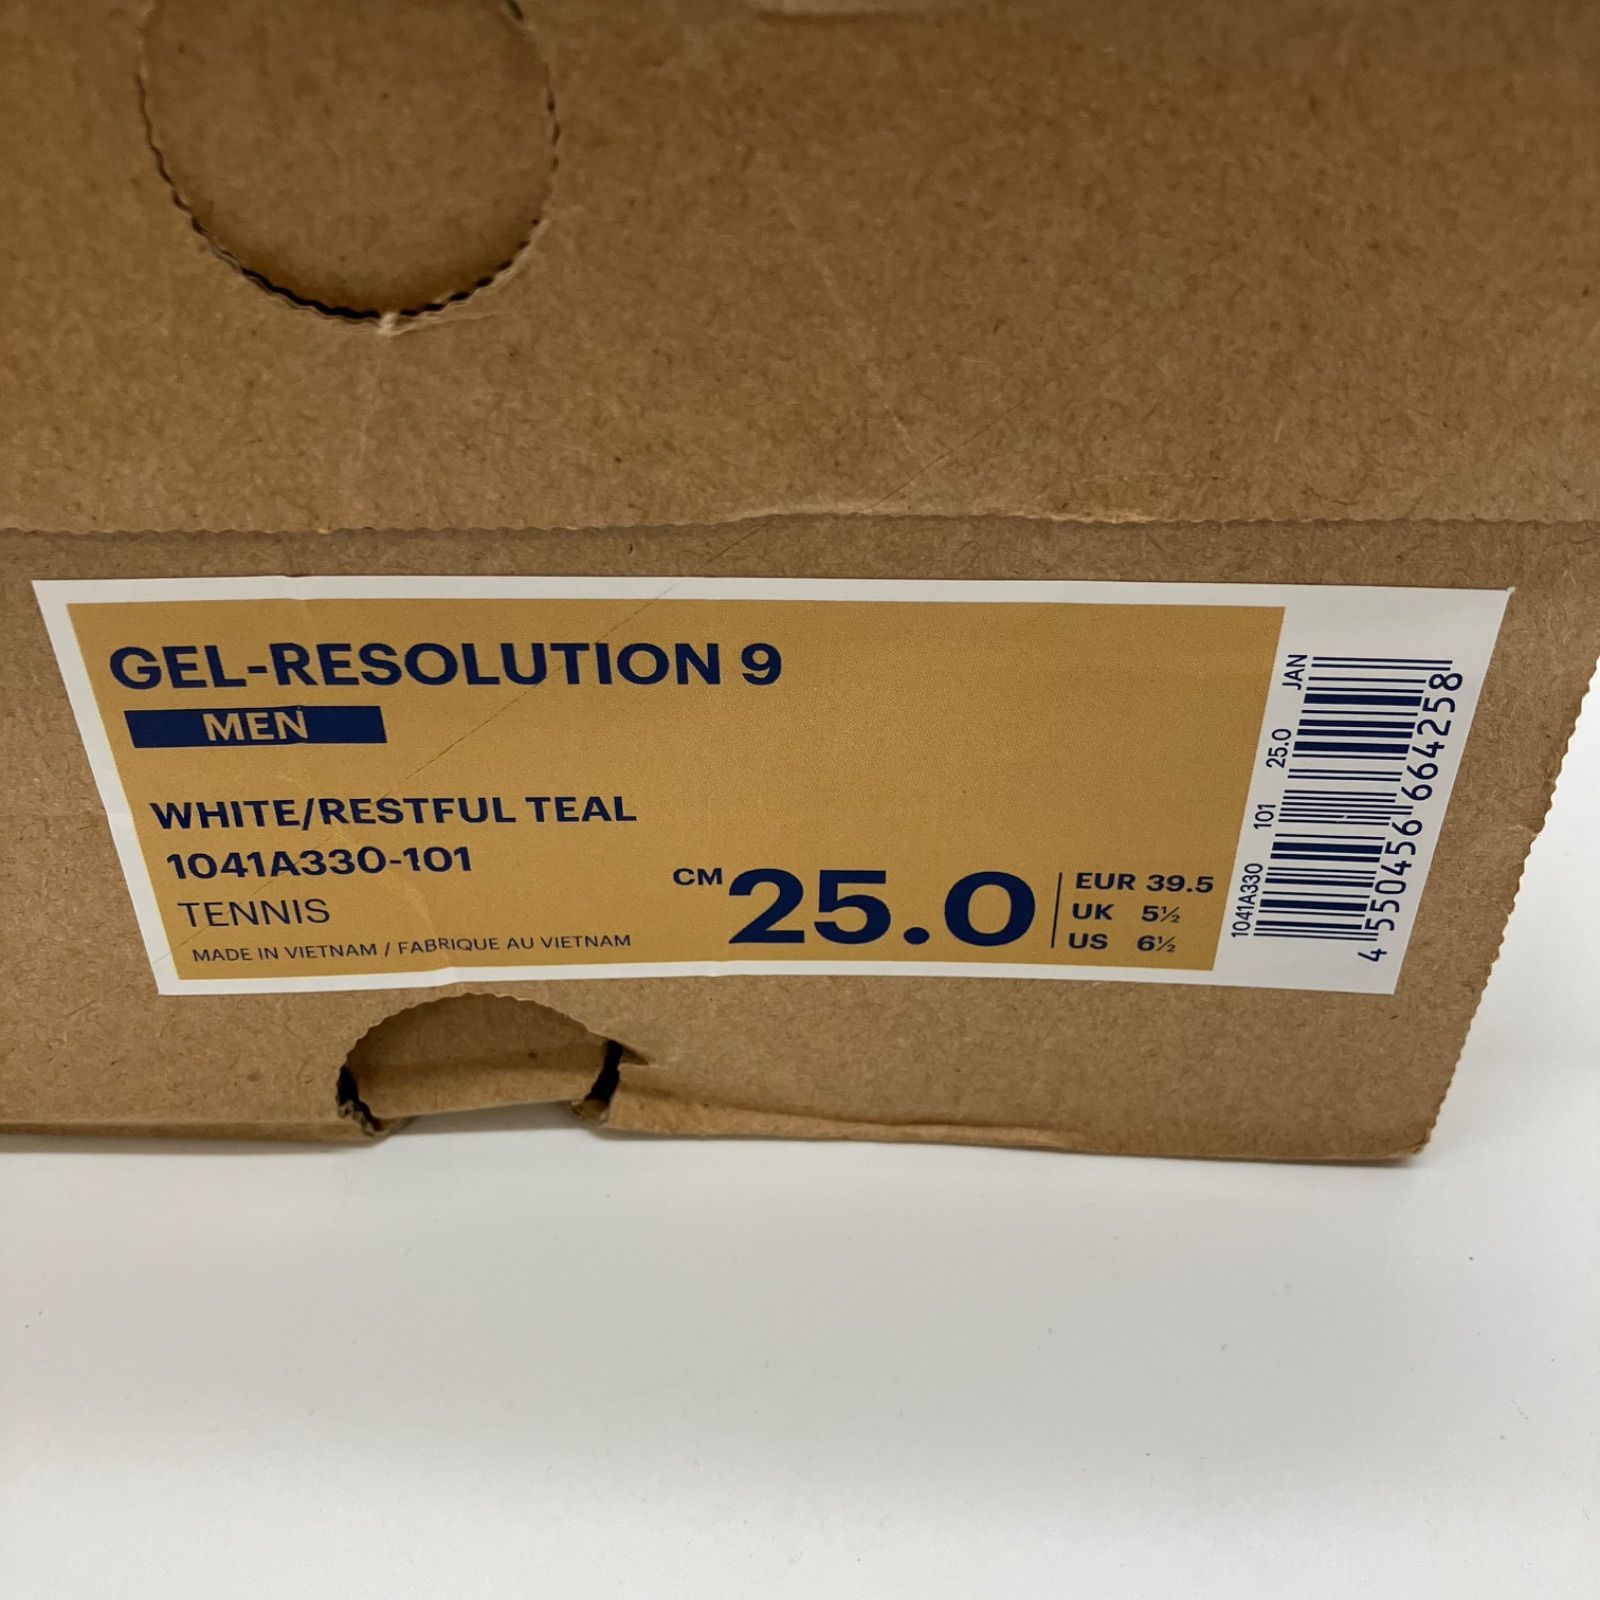 GEL-RESOLUTION 9
MEN
WHITE/RESTFUL TEAL
1041A330-101
TENNIS
MADE IN VIETNAM / FABRIQUE AU VIETNAM
CM 25.0
EUR 39.5
UK 5½
US 6½
1041A330 101 25.0 JAN
4 550456 664258